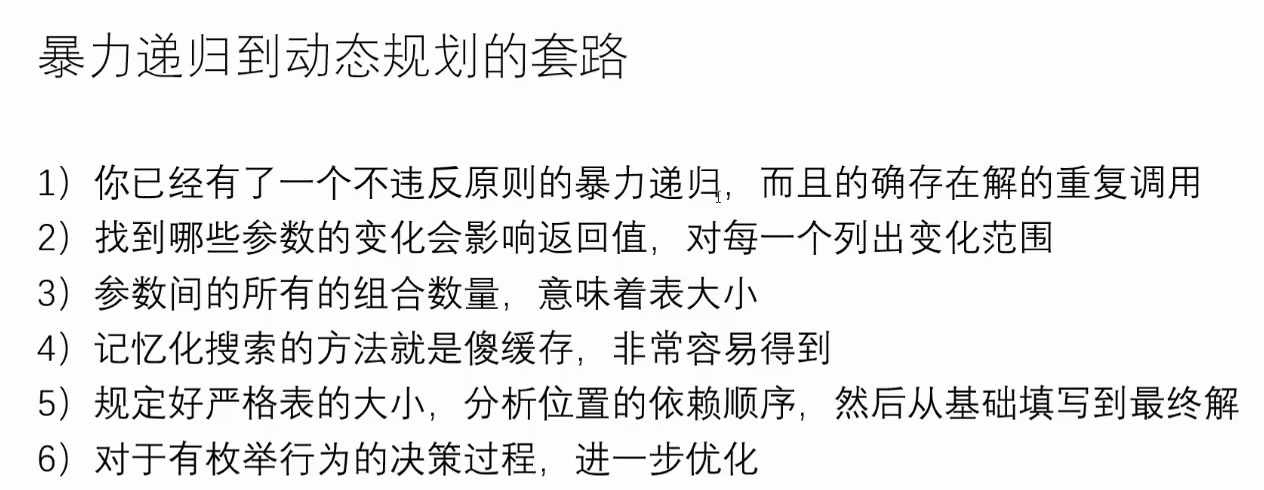 暴力递归到动态规划的套路
1）你已经有了一个不违反原则的暴力递归，而且的确存在解的重复调用
2）找到哪些参数的变化会影响返回值，对每一个列出变化范围
3）参数间的所有的组合数量，意味着表大小
4）记忆化搜索的方法就是傻缓存，非常容易得到
5）规定好严格表的大小，分析位置的依赖顺序，然后从基础填写到最终解
6）对于有枚举行为的决策过程，进一步优化